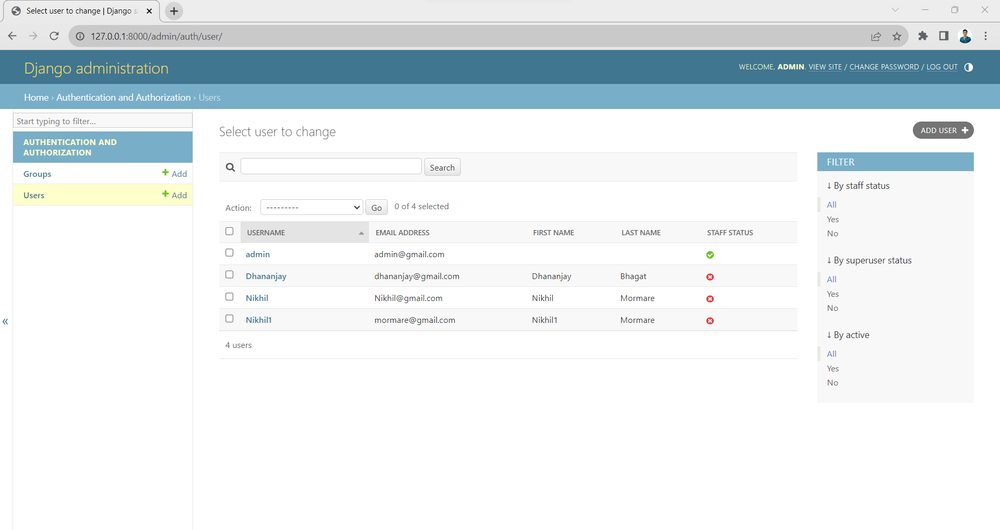 Select user to change | Django s
127.0.0.1:8000/admin/auth/user/
Django administration
WELCOME, ADMIN. VIEW SITE / CHANGE PASSWORD / LOG OUT
Home › Authentication and Authorization › Users
Start typing to filter...
AUTHENTICATION AND
AUTHORIZATION
Groups + Add
Users + Add
«
Select user to change
ADD USER +
Search
Action: --------- Go 0 of 4 selected
USERNAME EMAIL ADDRESS FIRST NAME LAST NAME STAFF STATUS
admin admin@gmail.com
Dhananjay dhananjay@gmail.com Dhananjay Bhagat
Nikhil Nikhil@gmail.com Nikhil Mormare
Nikhil1 mormare@gmail.com Nikhil1 Mormare
4 users
FILTER
↓ By staff status
All
Yes
No
↓ By superuser status
All
Yes
No
↓ By active
All
Yes
No